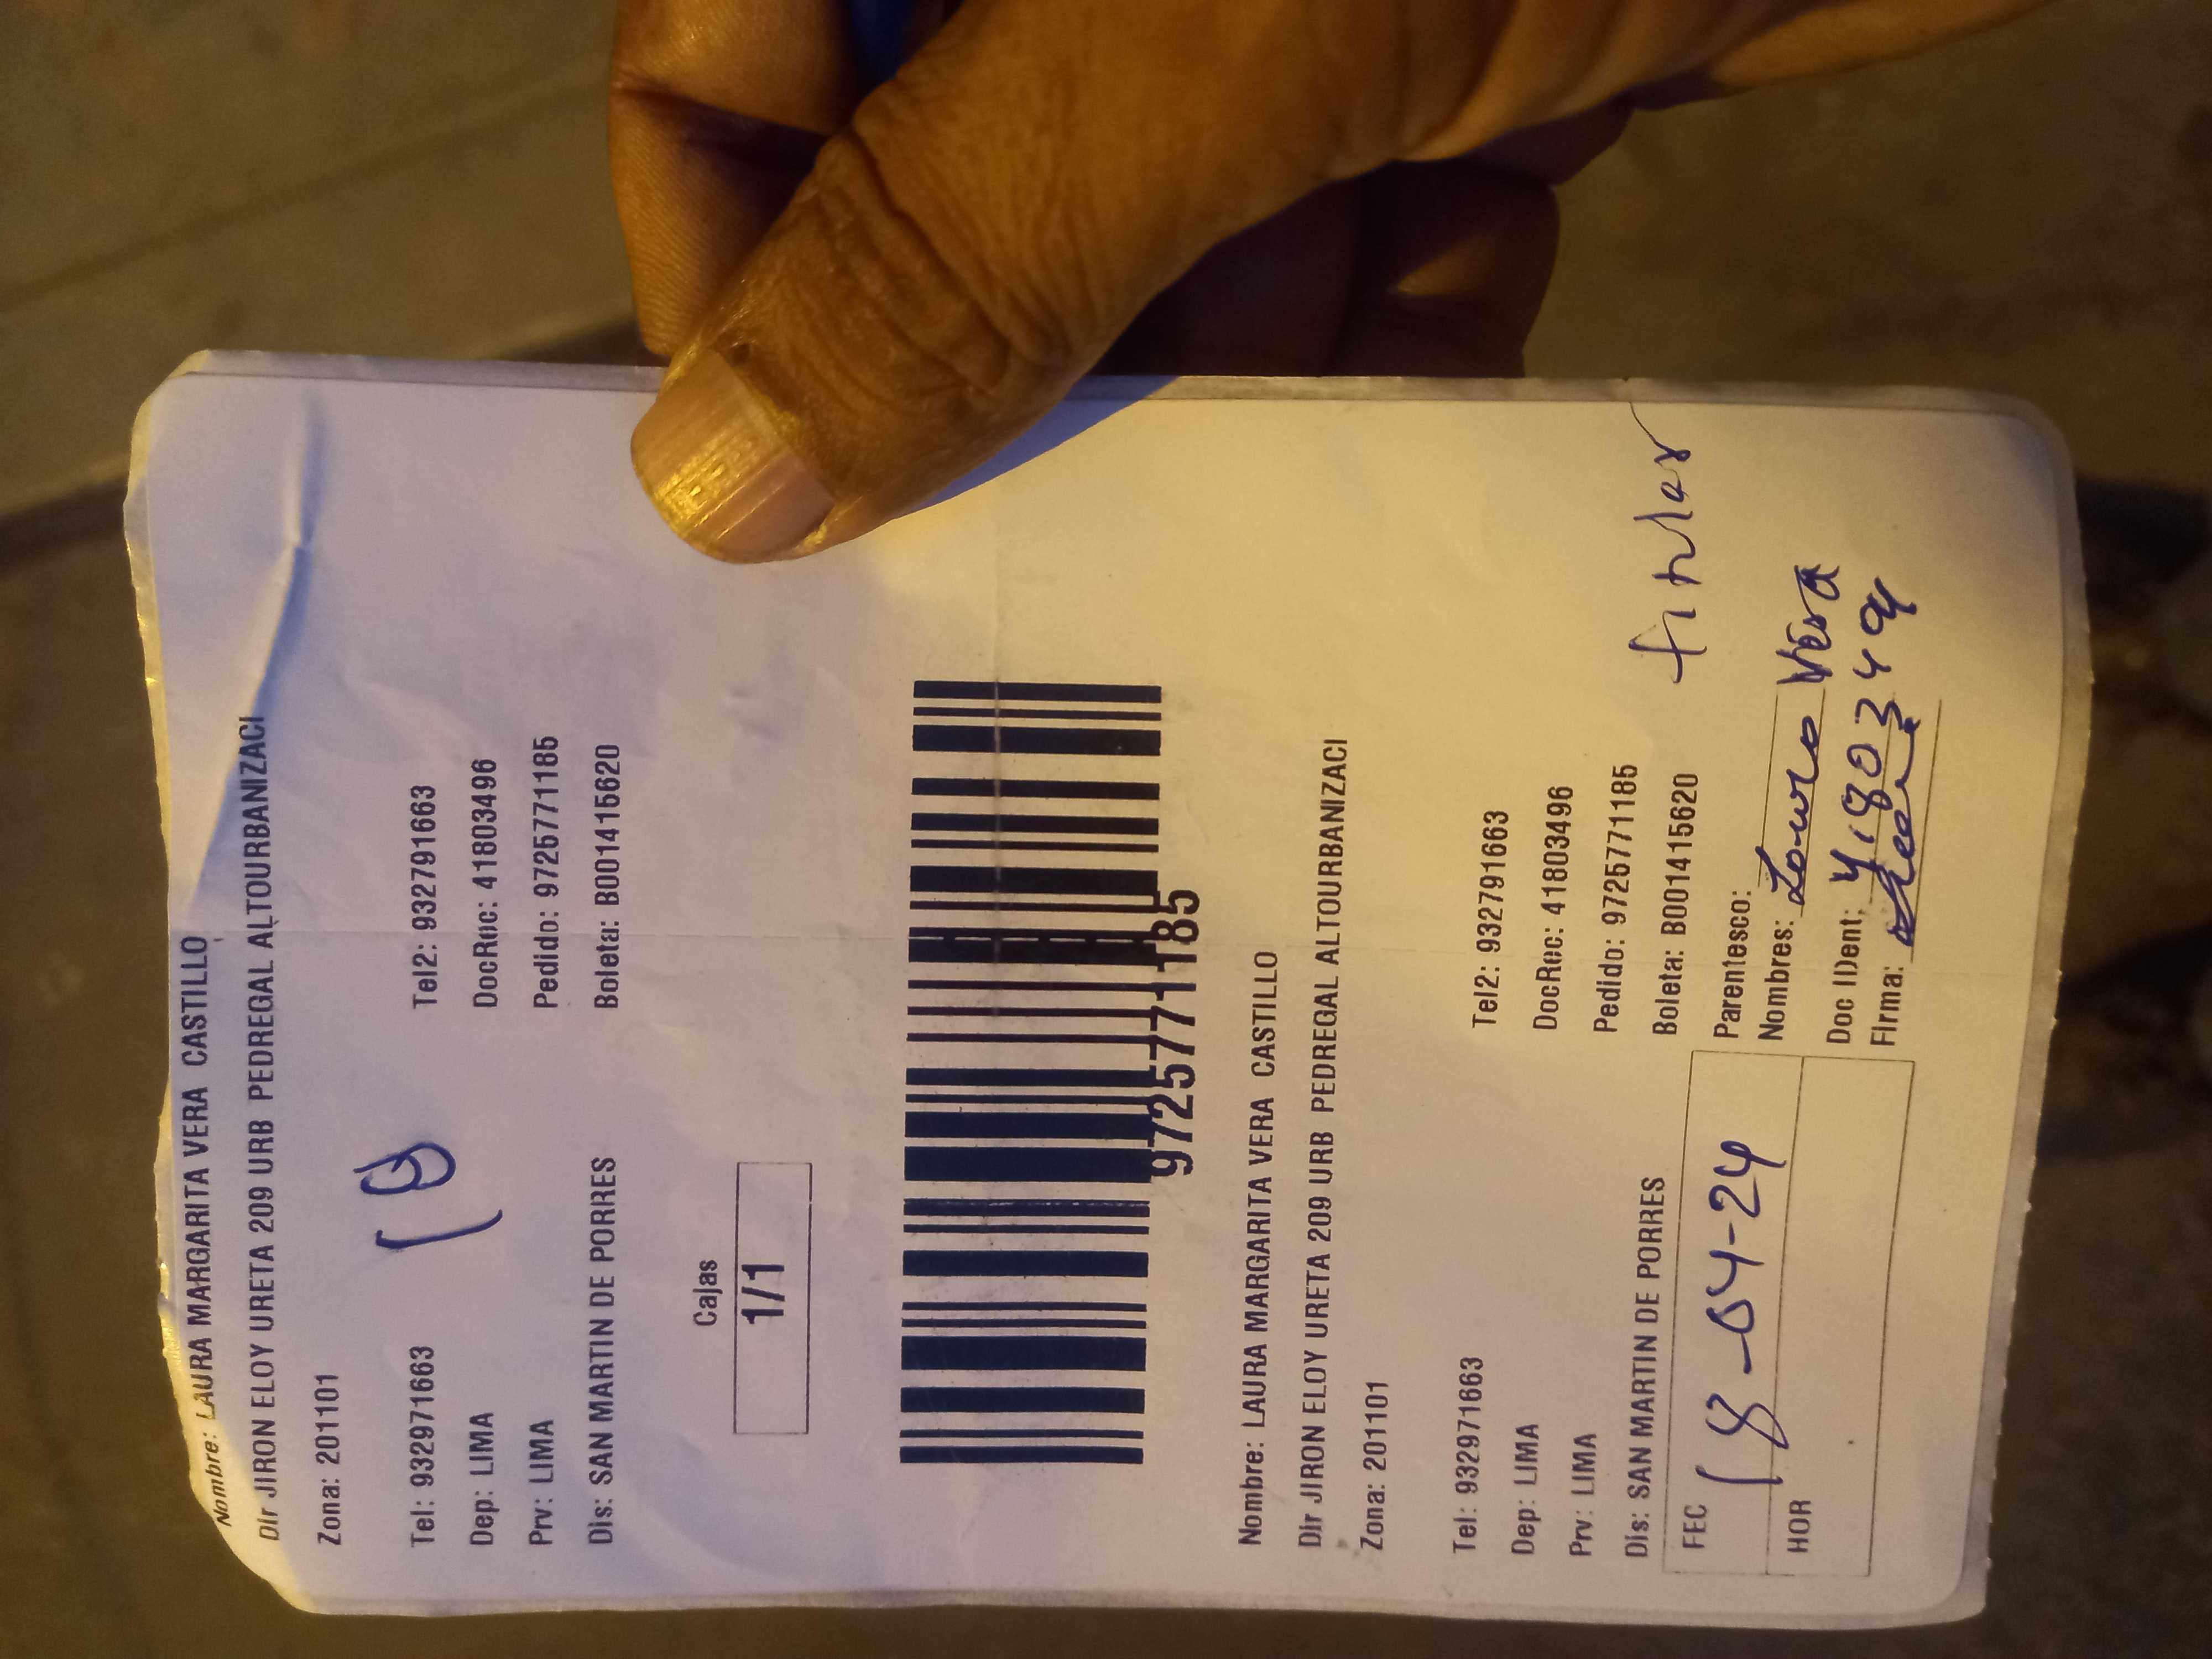 Nombre: LAURA MARGARITA VERA CASTILLO
Dir JIRON ELOY URETA 209 URB PEDREGAL ALTOURBANIZACI
Zona: 201101
18
Tel: 932971663 Tel2: 932791663
Dep: LIMA DocRec: 41803496
Prv: LIMA Pedido: 9725771185
Dis: SAN MARTIN DE PORRES Boleta: B001415620
Cajas
1/1
9725771185
Nombre: LAURA MARGARITA VERA CASTILLO
Dir JIRON ELOY URETA 209 URB PEDREGAL ALTOURBANIZACI
Zona: 201101
Tel: 932971663 Tel2: 932791663
Dep: LIMA DocRec: 41803496
Prv: LIMA Pedido: 9725771185
Dis: SAN MARTIN DE PORRES Boleta: B001415620
FEC 18-04-24 Parentesco:
Nombres: Laura Vera
HOR Doc IDent: 41803496
Firma: